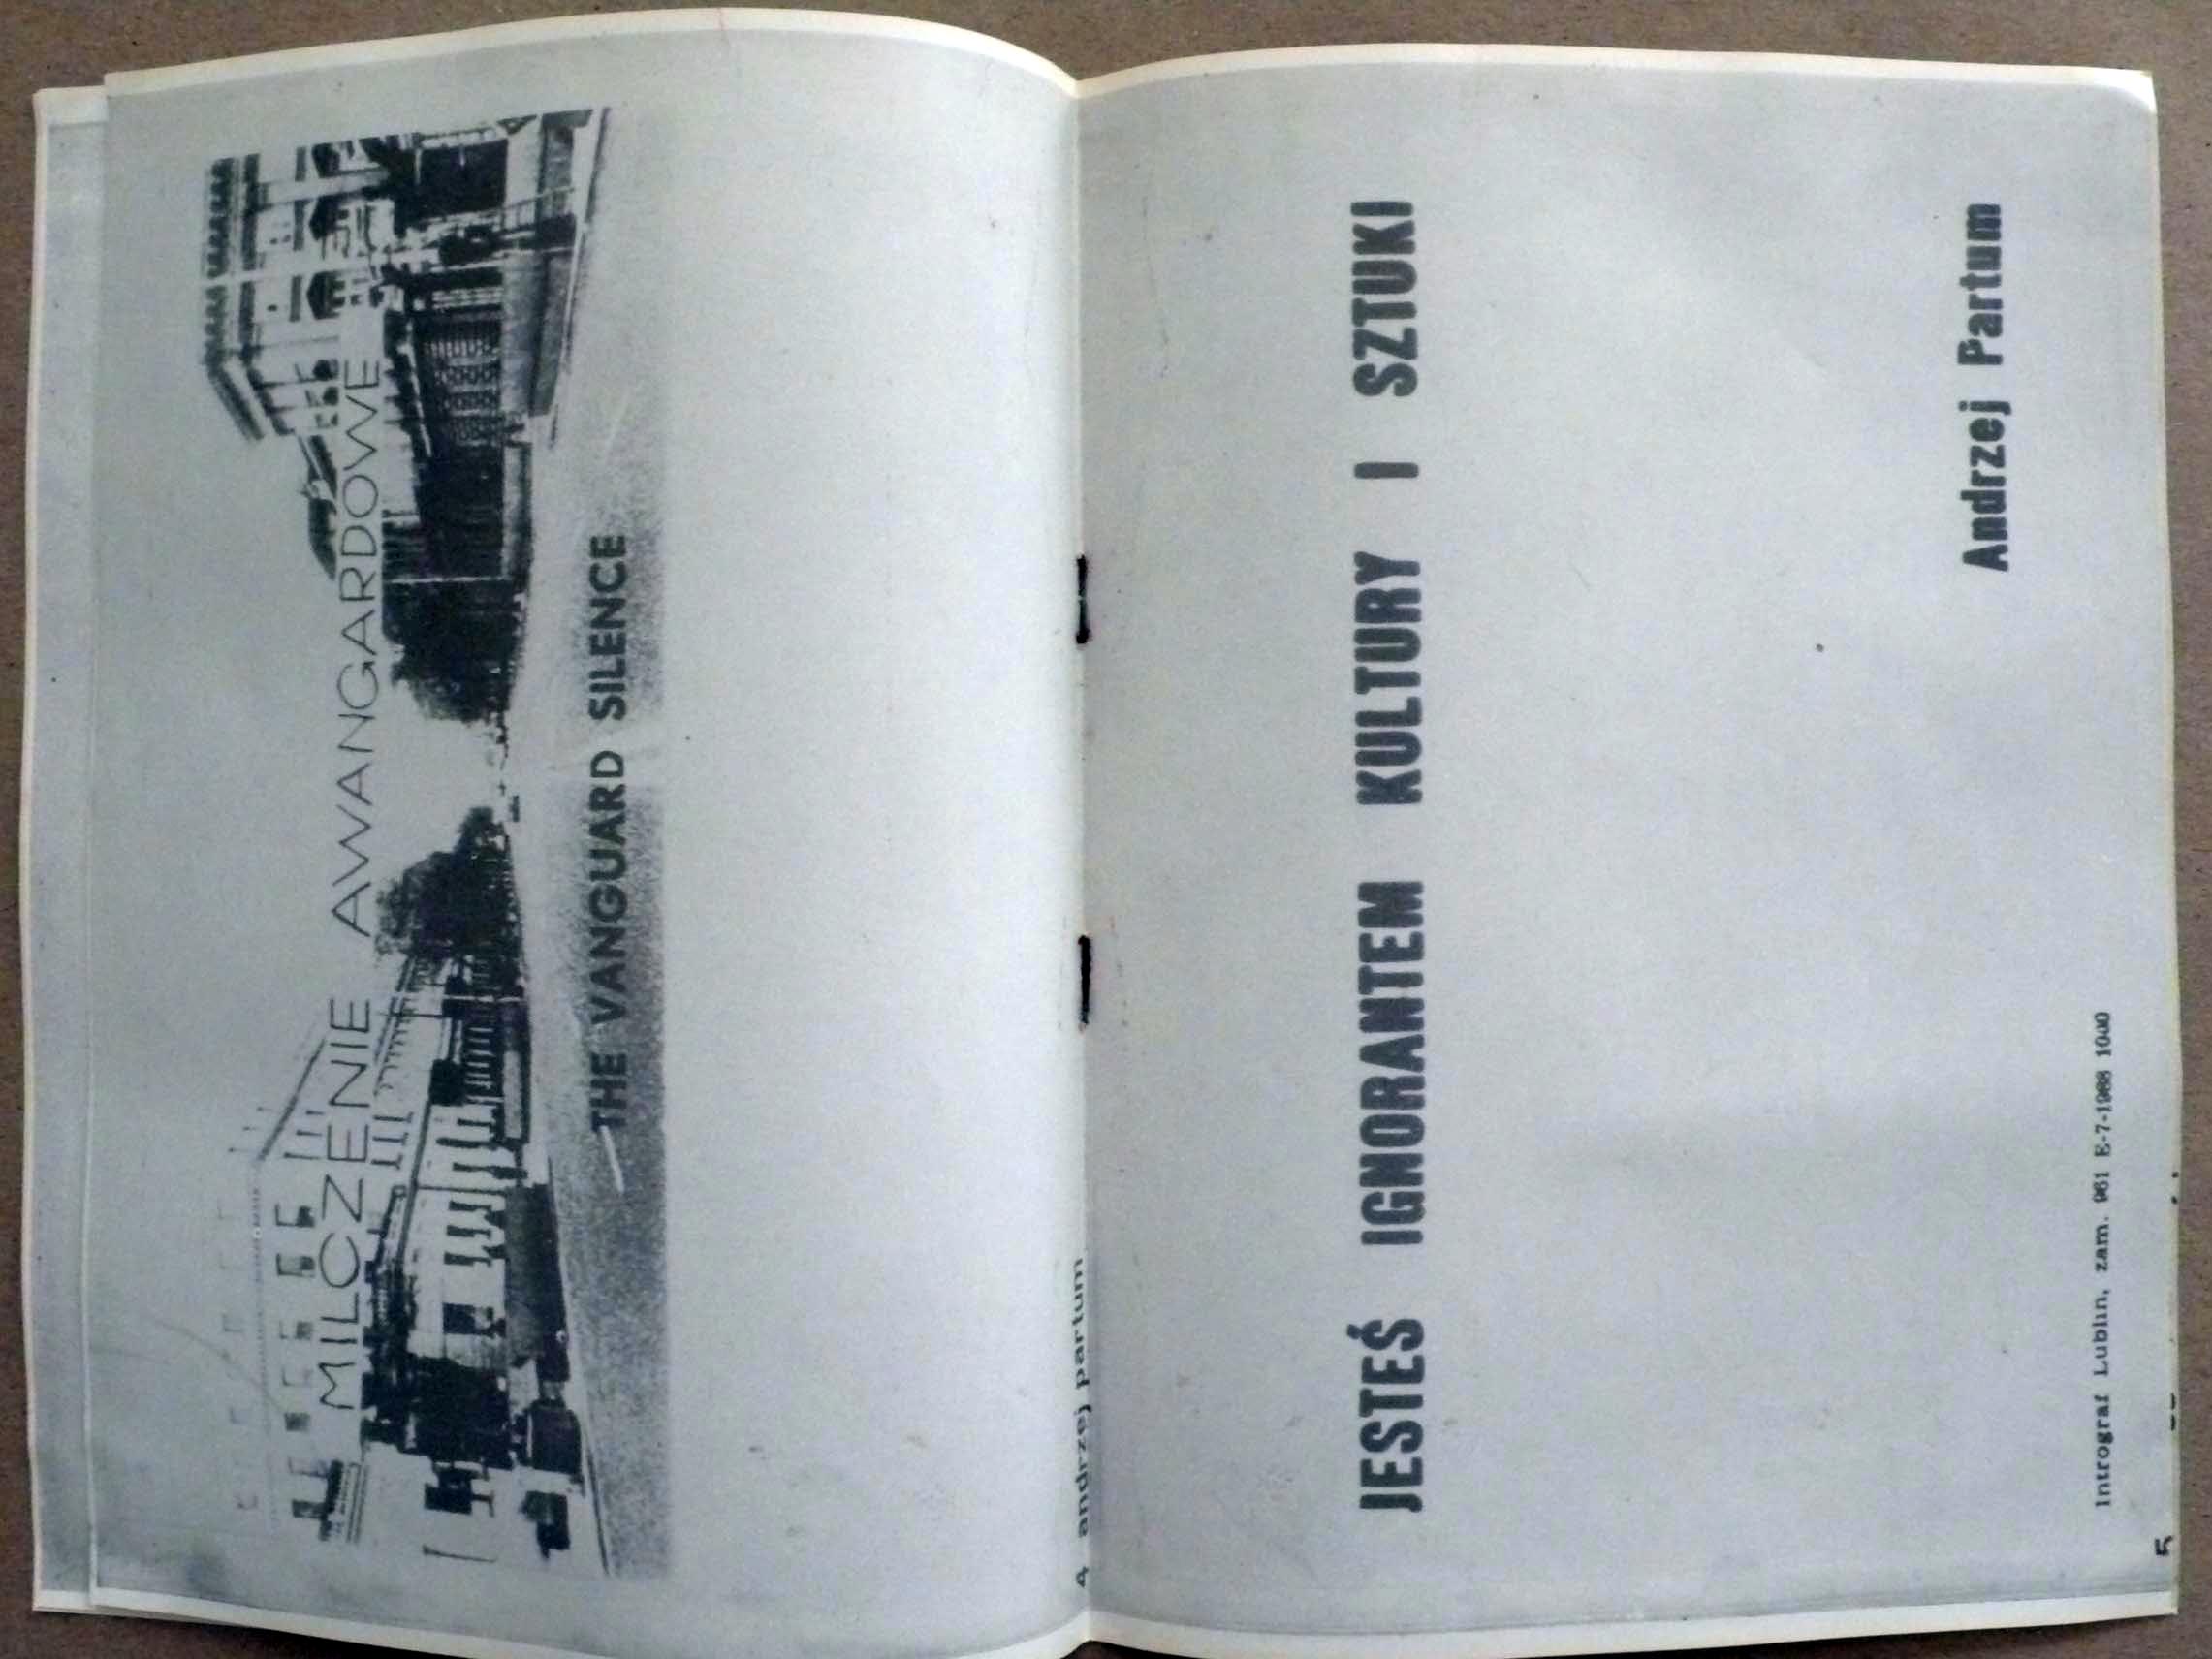 MILCZENIE AWANGARDOWE
THE VANGUARD SILENCE
4 andrzej partum
JESTEŚ IGNORANTEM KULTURY I SZTUKI
Andrzej Partum
Introgra Lublin, zam. 961 E-7-1988 1000
5